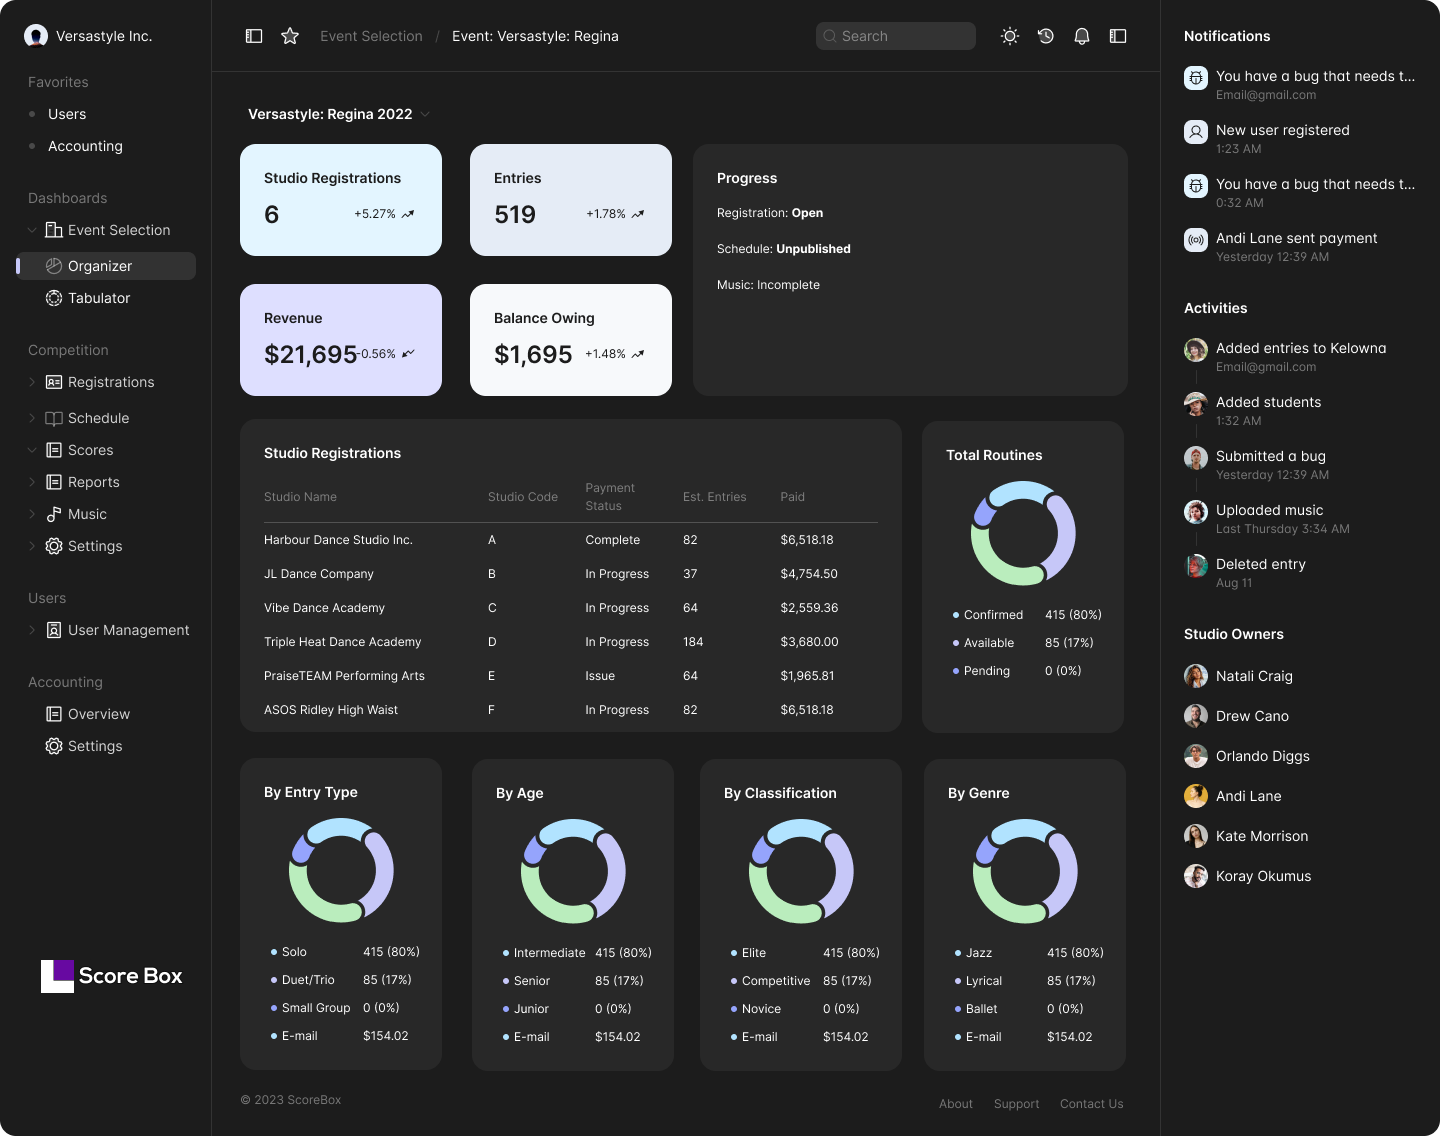 Versastyle Inc.
Favorites
Users
Accounting
Dashboards
Event Selection
Organizer
Tabulator
Competition
Registrations
Schedule
Scores
Reports
Music
Settings
Users
User Management
Accounting
Overview
Settings
Score Box
Event Selection / Event: Versastyle: Regina
Search
Versastyle: Regina 2022
Studio Registrations
6 +5.27%
Entries
519 +1.78%
Revenue
$21,695 -0.56%
Balance Owing
$1,695 +1.48%
Progress
Registration: Open
Schedule: Unpublished
Music: Incomplete
Studio Registrations
Studio Name Studio Code Payment Status Est. Entries Paid
Harbour Dance Studio Inc. A Complete 82 $6,518.18
JL Dance Company B In Progress 37 $4,754.50
Vibe Dance Academy C In Progress 64 $2,559.36
Triple Heat Dance Academy D In Progress 184 $3,680.00
PraiseTEAM Performing Arts E Issue 64 $1,965.81
ASOS Ridley High Waist F In Progress 82 $6,518.18
Total Routines
Confirmed 415 (80%)
Available 85 (17%)
Pending 0 (0%)
By Entry Type
Solo 415 (80%)
Duet/Trio 85 (17%)
Small Group 0 (0%)
E-mail $154.02
By Age
Intermediate 415 (80%)
Senior 85 (17%)
Junior 0 (0%)
E-mail $154.02
By Classification
Elite 415 (80%)
Competitive 85 (17%)
Novice 0 (0%)
E-mail $154.02
By Genre
Jazz 415 (80%)
Lyrical 85 (17%)
Ballet 0 (0%)
E-mail $154.02
© 2023 ScoreBox
About Support Contact Us
Notifications
You have a bug that needs t...
Email@gmail.com
New user registered
1:23 AM
You have a bug that needs t...
0:32 AM
Andi Lane sent payment
Yesterday 12:39 AM
Activities
Added entries to Kelowna
Email@gmail.com
Added students
1:32 AM
Submitted a bug
Yesterday 12:39 AM
Uploaded music
Last Thursday 3:34 AM
Deleted entry
Aug 11
Studio Owners
Natali Craig
Drew Cano
Orlando Diggs
Andi Lane
Kate Morrison
Koray Okumus